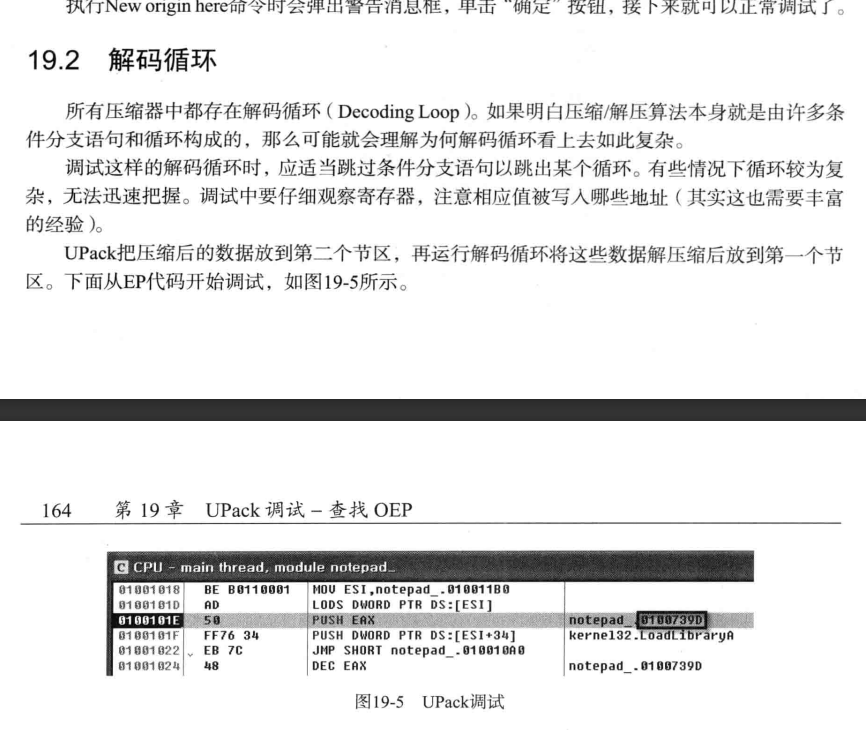 执行New origin here命令时会弹出警告消息框，单击“确定”按钮，接下来就可以正常调试了。
19.2 解码循环
所有压缩器中都存在解码循环（Decoding Loop）。如果明白压缩/解压算法本身就是由许多条
件分支语句和循环构成的，那么可能就会理解为何解码循环看上去如此复杂。
调试这样的解码循环时，应适当跳过条件分支语句以跳出某个循环。有些情况下循环较为复
杂，无法迅速把握。调试中要仔细观察寄存器，注意相应值被写入哪些地址（其实这也需要丰富
的经验）。
UPack把压缩后的数据放到第二个节区，再运行解码循环将这些数据解压缩后放到第一个节
区。下面从EP代码开始调试，如图19-5所示。
164 第 19 章 UPack 调试 – 查找 OEP
C CPU - main thread, module notepad_
01001018 BE B0110001 MOV ESI,notepad_.010011B0
0100101D AD LODS DWORD PTR DS:[ESI]
0100101E 50 PUSH EAX notepad_.0100739D
0100101F FF76 34 PUSH DWORD PTR DS:[ESI+34] kernel32.LoadLibraryA
01001022 EB 7C JMP SHORT notepad_.010010A0
01001024 48 DEC EAX notepad_.0100739D
图19-5 UPack调试